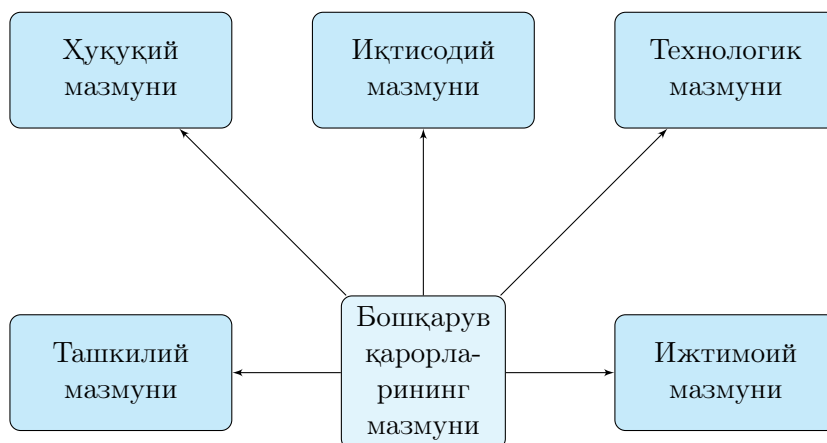 Ҳуқуқий
мазмуни
Иқтисодий
мазмуни
Технологик
мазмуни
Ташкилий
мазмуни
Бошқарув
қарорла-
рининг
мазмуни
Ижтимоий
мазмуни